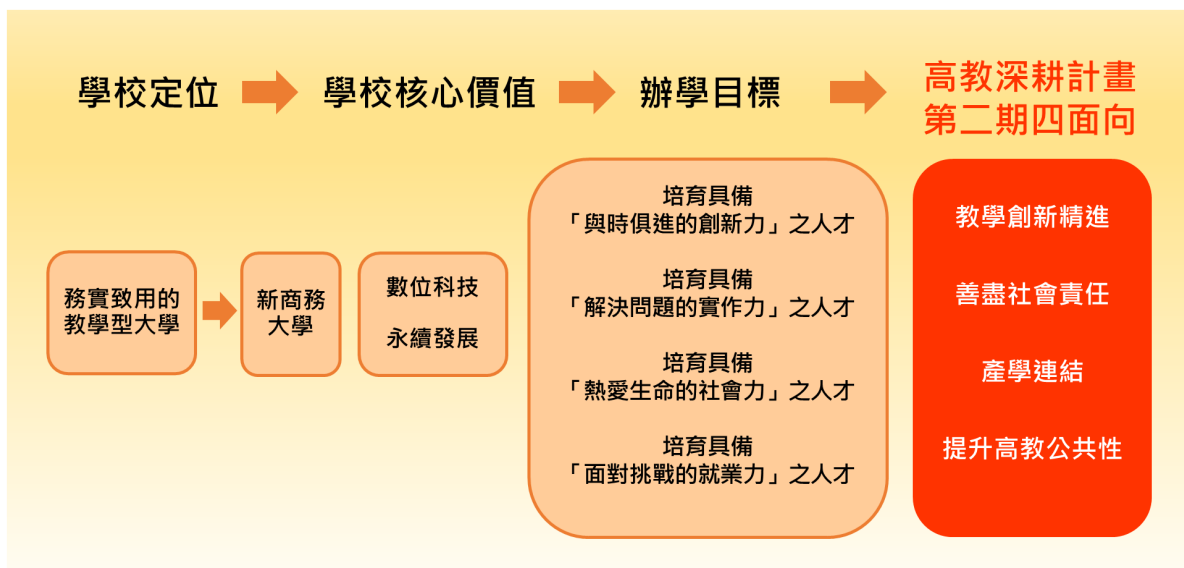 學校定位
學校核心價值
辦學目標
高教深耕計畫
第二期四面向
務實致用的
教學型大學
新商務
大學
數位科技
永續發展
培育具備
「與時俱進的創新力」之人才
培育具備
「解決問題的實作力」之人才
培育具備
「熱愛生命的社會力」之人才
培育具備
「面對挑戰的就業力」之人才
教學創新精進
善盡社會責任
產學連結
提升高教公共性